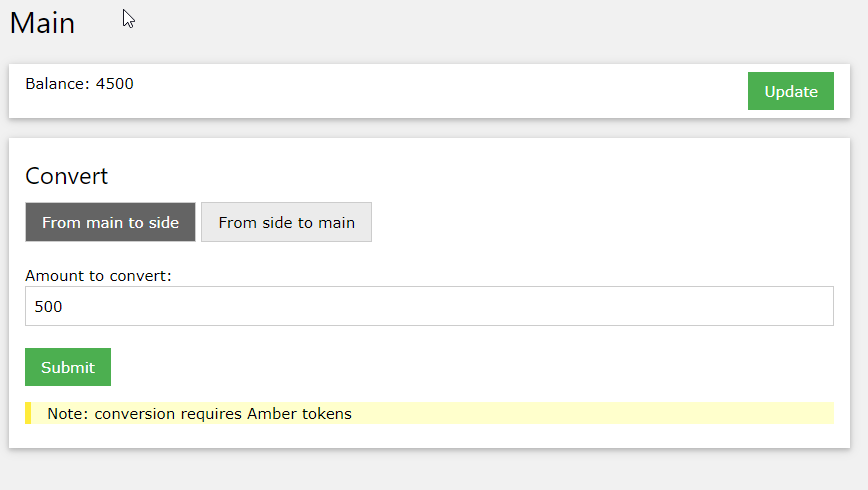 Main
Balance: 4500
Update
Convert
From main to side
From side to main
Amount to convert:
500
Submit
Note: conversion requires Amber tokens